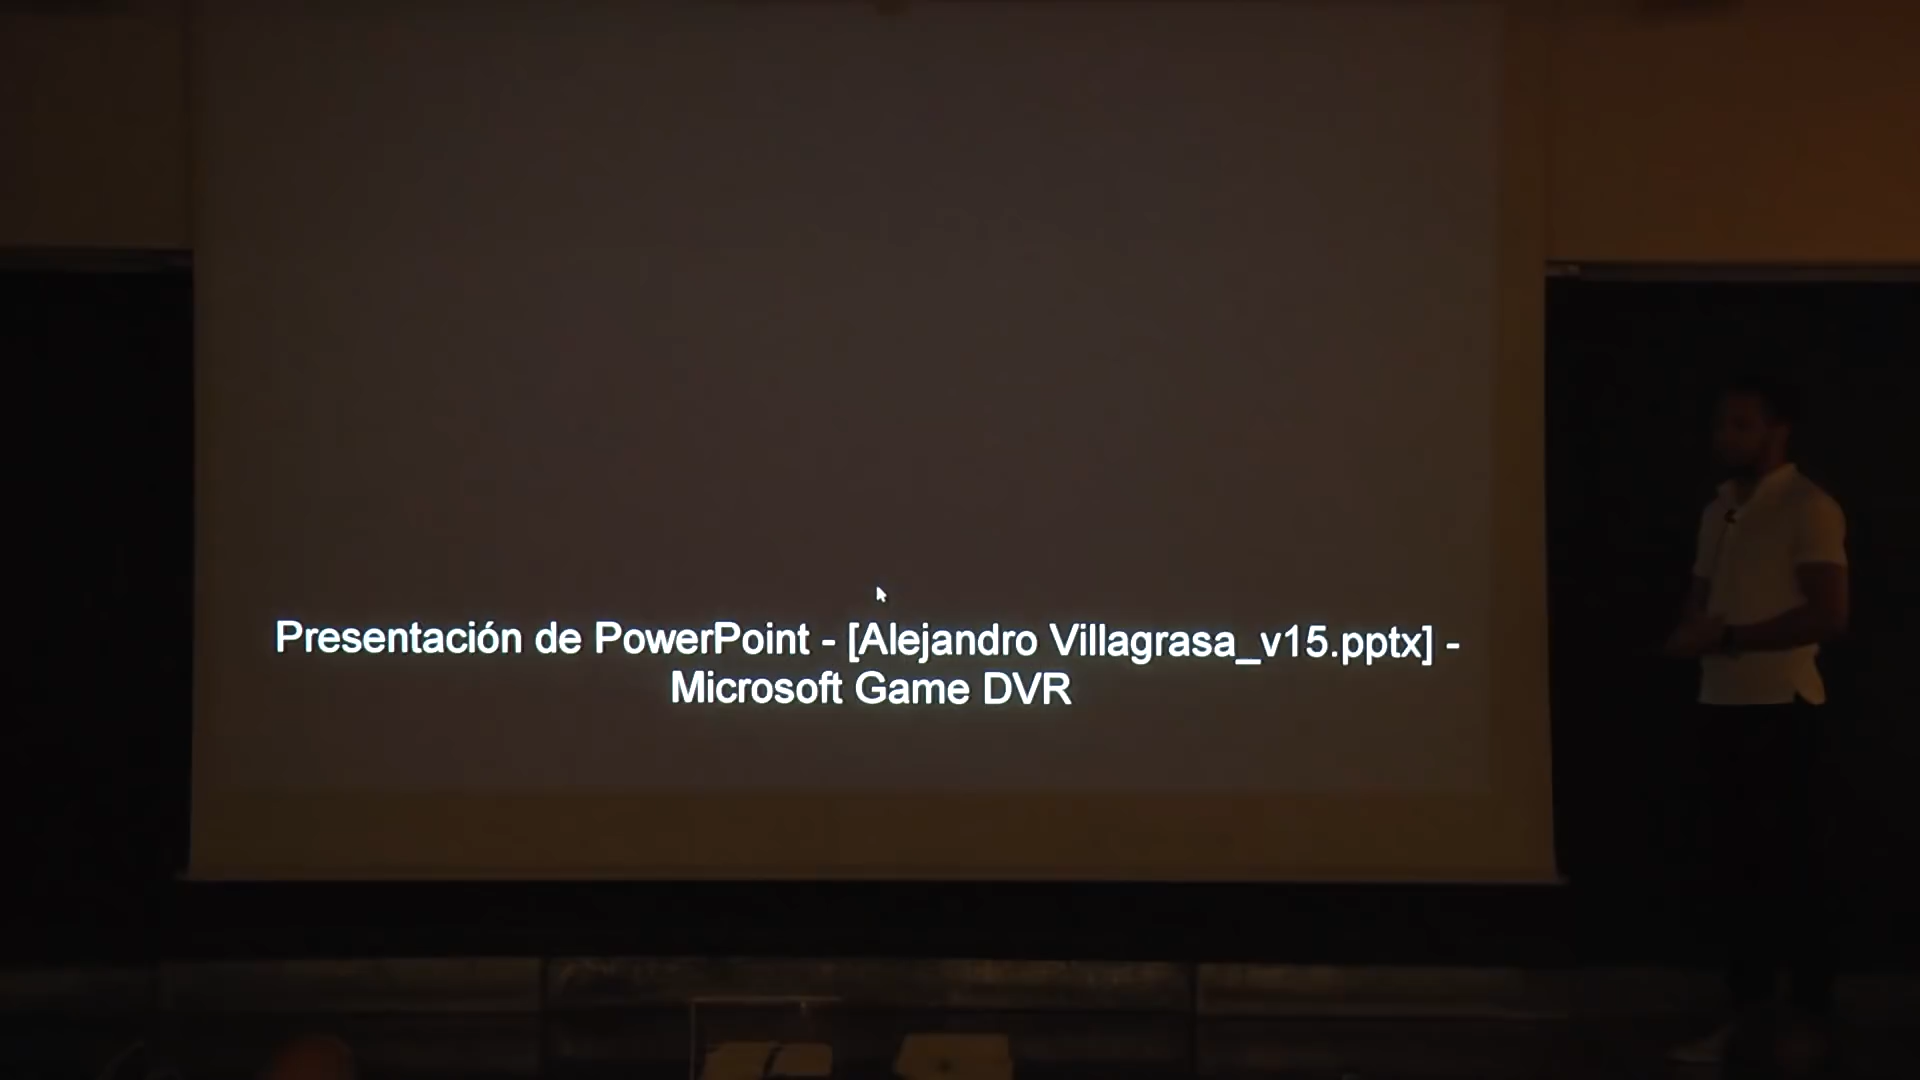 Presentación de PowerPoint - [Alejandro Villagrasa_v15.pptx] -
Microsoft Game DVR